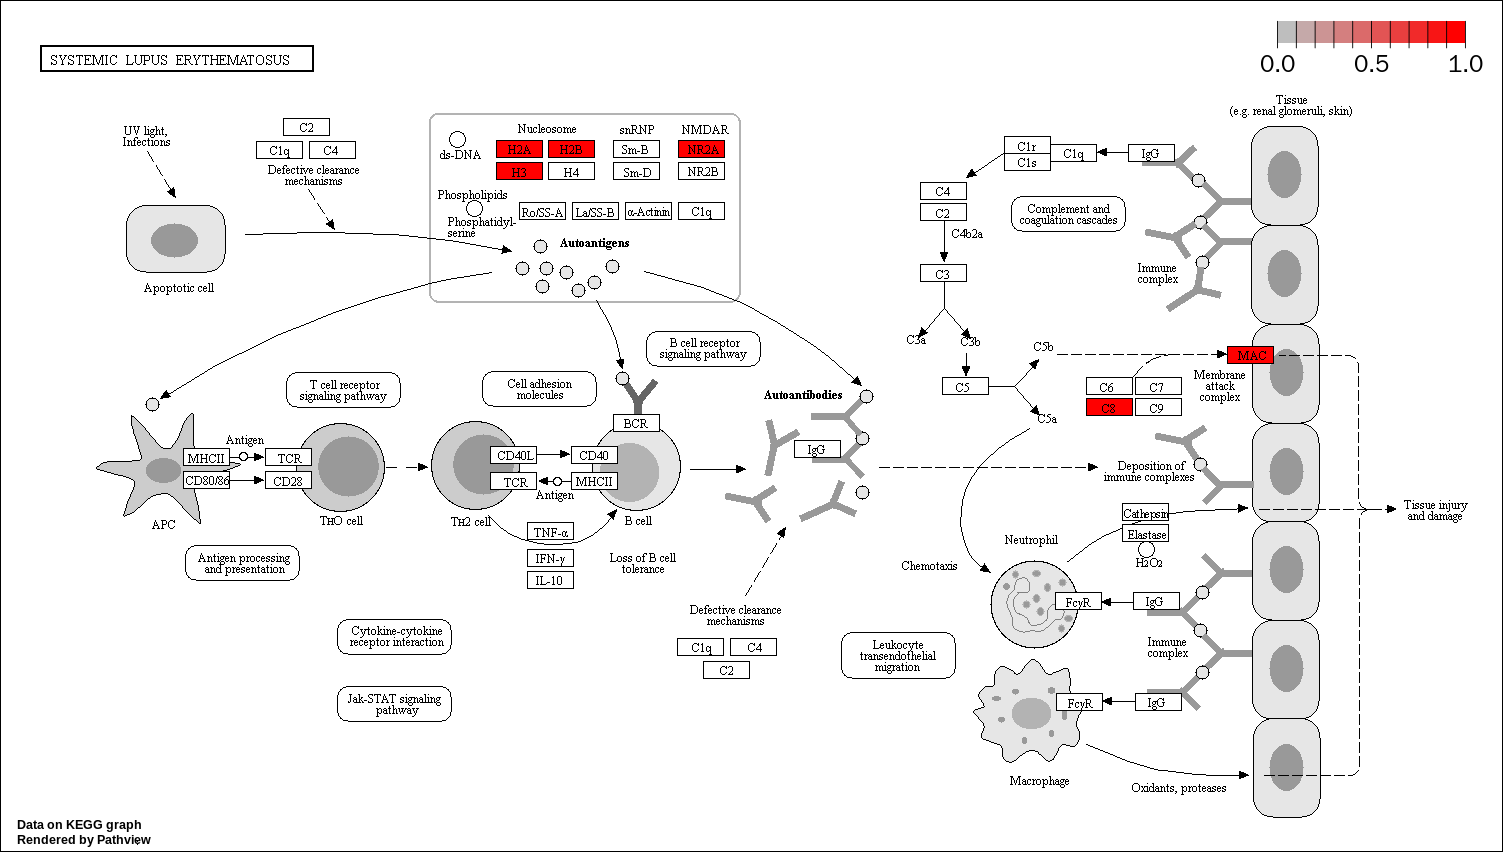 SYSTEMIC LUPUS ERYTHEMATOSUS
0.0 0.5 1.0
Tissue
(e.g. renal glomeruli, skin)
UV light,
Infections
C2
C1q C4
Defective clearance
mechanisms
Apoptotic cell
Nucleosome snRNP NMDAR
ds-DNA
H2A H2B Sm-B NR2A
H3 H4 Sm-D NR2B
Phospholipids
Phosphatidyl-
serine
Ro/SS-A La/SS-B α-Actinin C1q
Autoantigens
C1r
C1s
C1q
IgG
C4
C2
C4b2a
Complement and
coagulation cascades
Immune
complex
C3
C3a C3b
C5
C5b
C5a
MAC
Membrane
attack
complex
C6 C7
C8 C9
B cell receptor
signaling pathway
T cell receptor
signaling pathway
Cell adhesion
molecules
Autoantibodies
IgG
BCR
Antigen
MHCII TCR
CD80/86 CD28
APC
TH0 cell
CD40L CD40
TCR MHCII
Antigen
TH2 cell
B cell
TNF-α
IFN-γ
IL-10
Loss of B cell
tolerance
Antigen processing
and presentation
Deposition of
immune complexes
Cathepsin
Elastase
H2O2
Tissue injury
and damage
Neutrophil
Chemotaxis
FcγR IgG
Immune
complex
FcγR IgG
Macrophage
Oxidants, proteases
Defective clearance
mechanisms
C1q C4
C2
Leukocyte
transendothelial
migration
Cytokine-cytokine
receptor interaction
Jak-STAT signaling
pathway
Data on KEGG graph
Rendered by Pathview